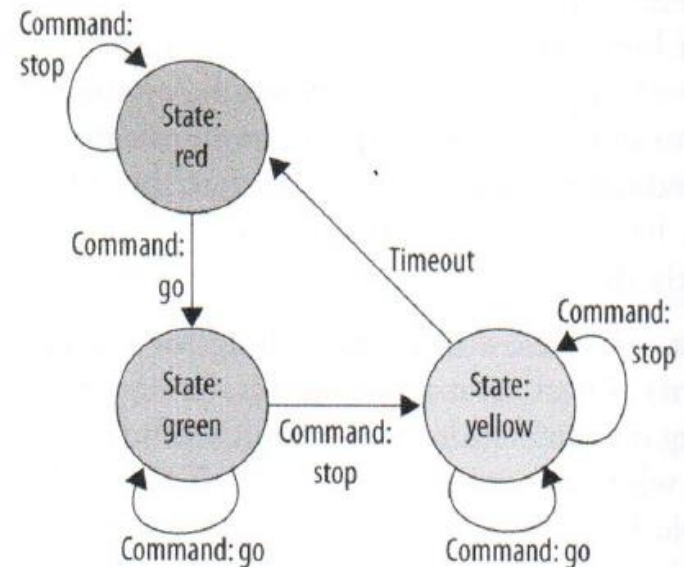 Command:
stop
State:
red
Command:
go
Timeout
Command:
stop
State:
green
State:
yellow
Command:
stop
Command: go
Command: go